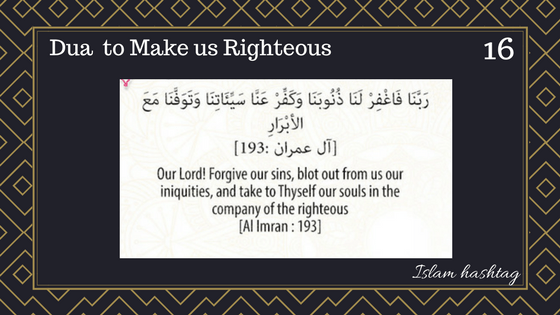 Dua to Make us Righteous
16
رَبَّنَا فَاغْفِرْ لَنَا ذُنُوبَنَا وَكَفِّرْ عَنَّا سَيِّئَاتِنَا وَتَوَفَّنَا مَعَ
الأَبْرَارِ
[آل عمران :193]
Our Lord! Forgive our sins, blot out from us our
iniquities, and take to Thyself our souls in the
company of the righteous
[Al Imran : 193]
Islam hashtag